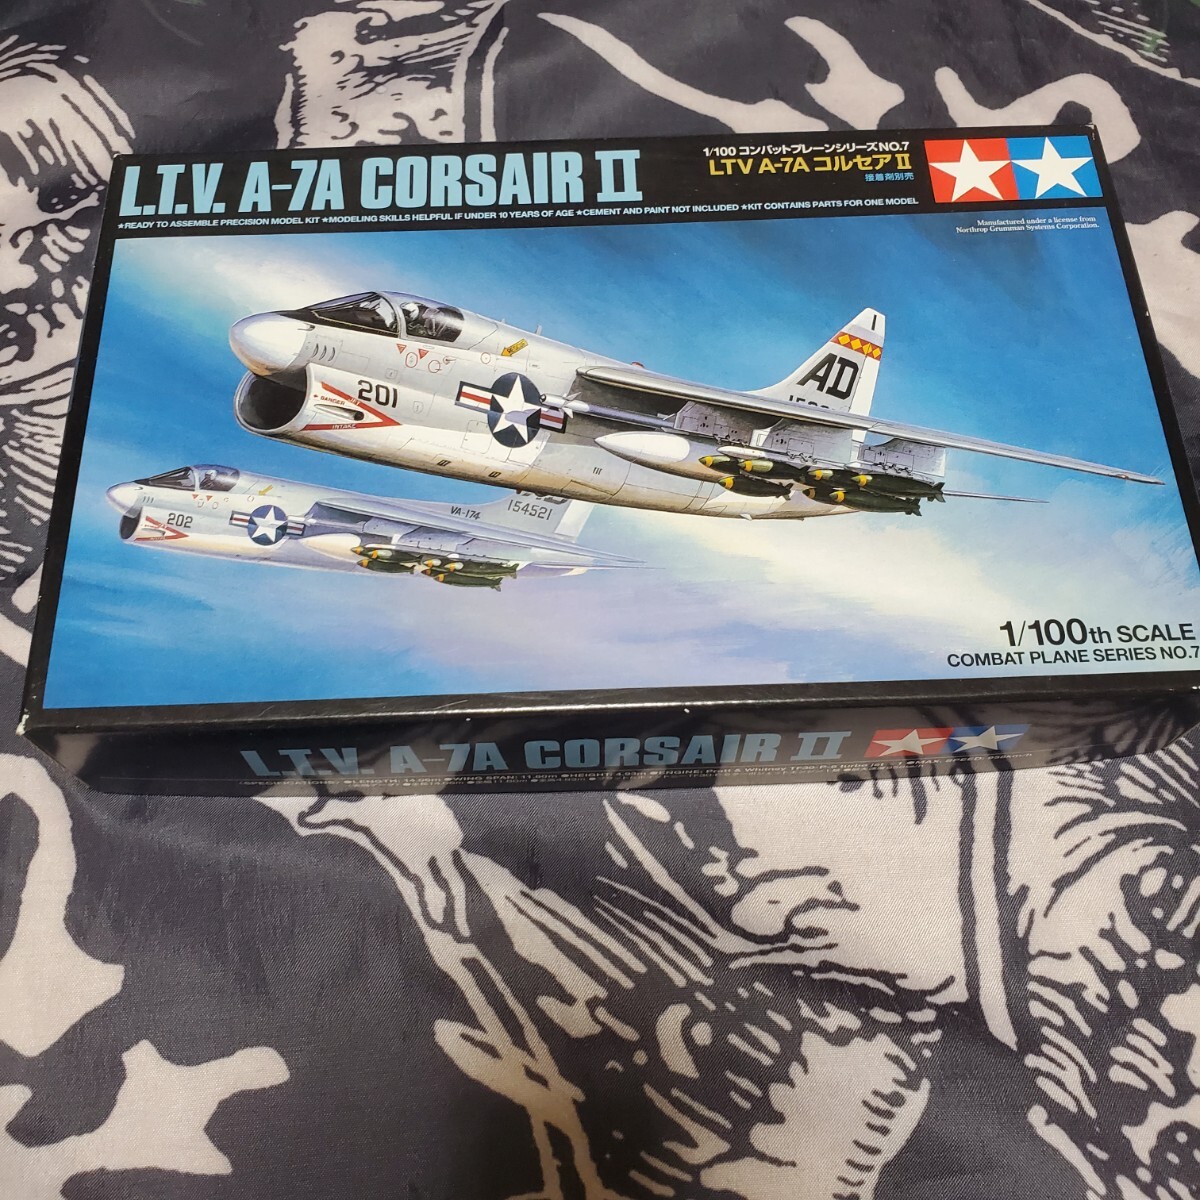 L.T.V. A-7A CORSAIR II
★READY TO ASSEMBLE PRECISION MODEL KIT ★MODELING SKILLS HELPFUL IF UNDER 10 YEARS OF AGE ★CEMENT AND PAINT NOT INCLUDED ★KIT CONTAINS PARTS FOR ONE MODEL
1/100 コンバットプレーンシリーズNO.7
LTV A-7A コルセア II
接着剤別売
Manufactured under a license from
Northrop Grumman Systems Corporation.
AD
201
DANGER JET
INTAKE
202
VA-174
154521
1/100th SCALE
COMBAT PLANE SERIES NO.7
L.T.V. A-7A CORSAIR II